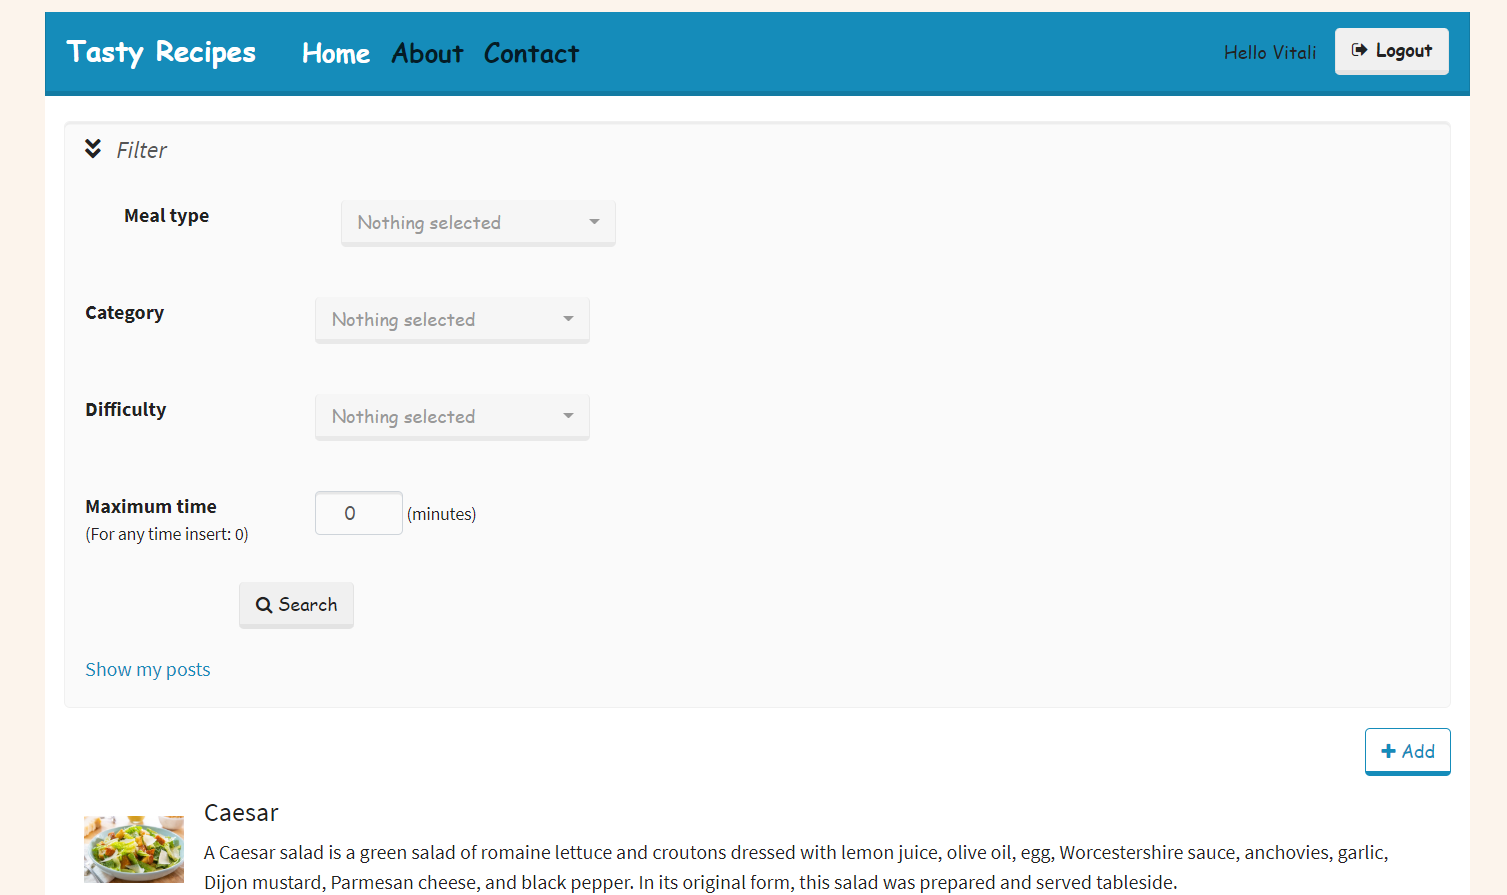 Tasty Recipes Home About Contact Hello Vitali Logout
Filter
Meal type Nothing selected
Category Nothing selected
Difficulty Nothing selected
Maximum time 0 (minutes)
(For any time insert: 0)
Search
Show my posts
Add
Caesar
A Caesar salad is a green salad of romaine lettuce and croutons dressed with lemon juice, olive oil, egg, Worcestershire sauce, anchovies, garlic,
Dijon mustard, Parmesan cheese, and black pepper. In its original form, this salad was prepared and served tableside.